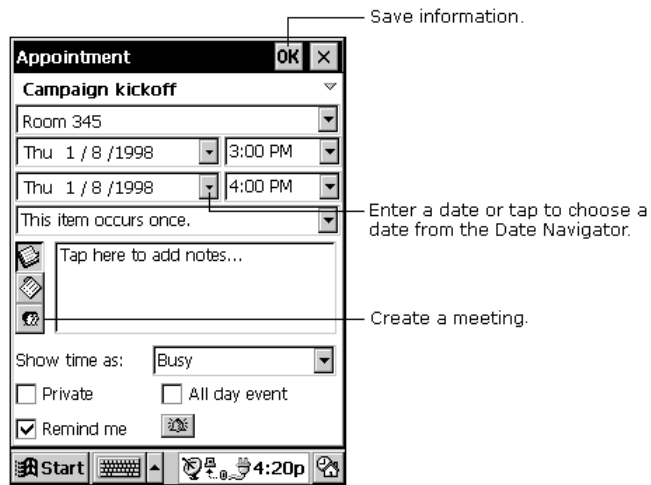 Save information.
Appointment OK
Campaign kickoff
Room 345
Thu 1 / 8 /1998 3:00 PM
Thu 1 / 8 /1998 4:00 PM
Enter a date or tap to choose a
date from the Date Navigator.
This item occurs once.
Tap here to add notes...
Create a meeting.
Show time as: Busy
Private All day event
Remind me
Start 4:20p